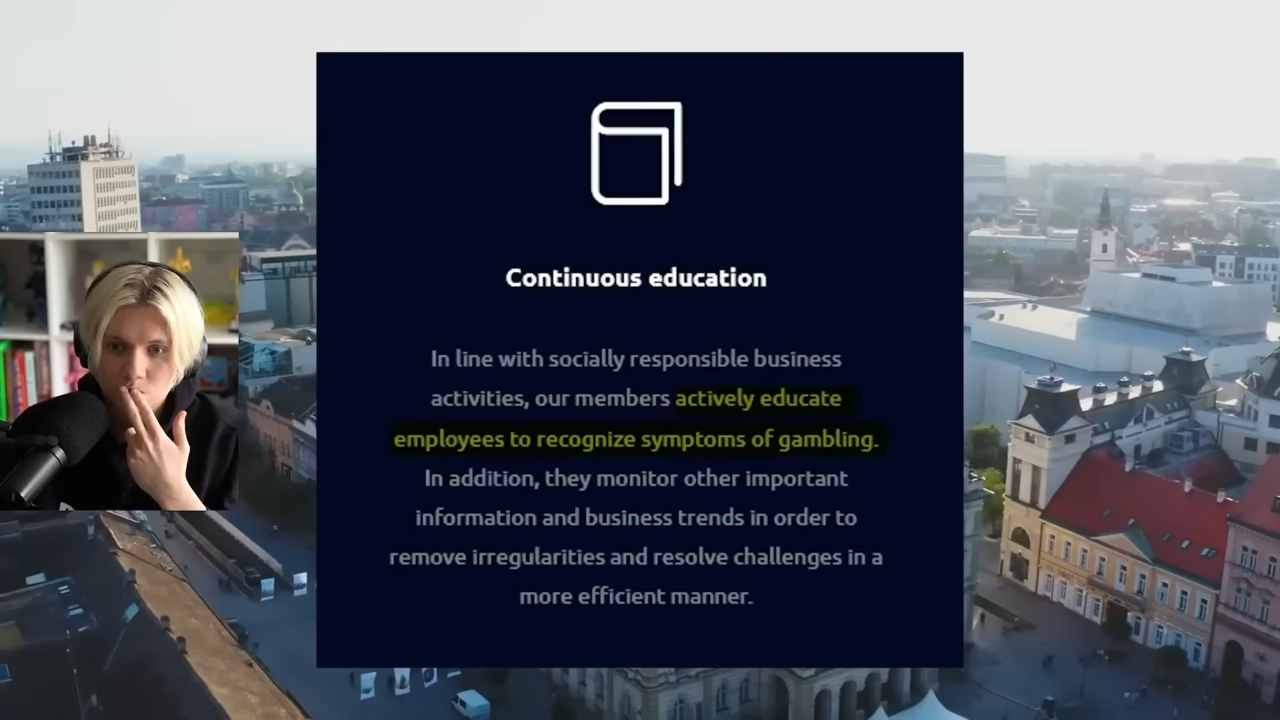 Continuous education
In line with socially responsible business
activities, our members actively educate
employees to recognize symptoms of gambling.
In addition, they monitor other important
information and business trends in order to
remove irregularities and resolve challenges in a
more efficient manner.